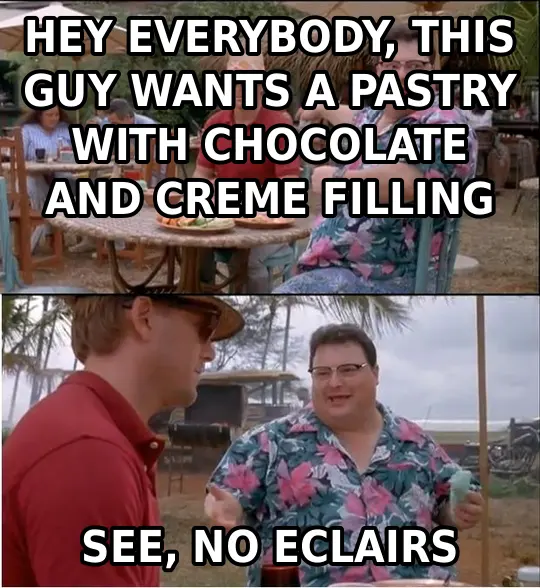 HEY EVERYBODY, THIS
GUY WANTS A PASTRY
WITH CHOCOLATE
AND CREME FILLING
SEE, NO ECLAIRS